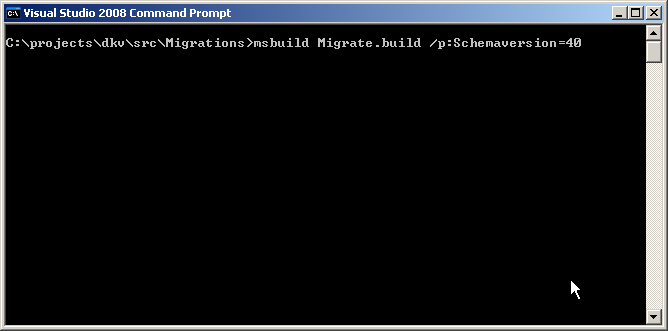 Visual Studio 2008 Command Prompt
C:\projects\dkv\src\Migrations>msbuild Migrate.build /p:Schemaversion=40